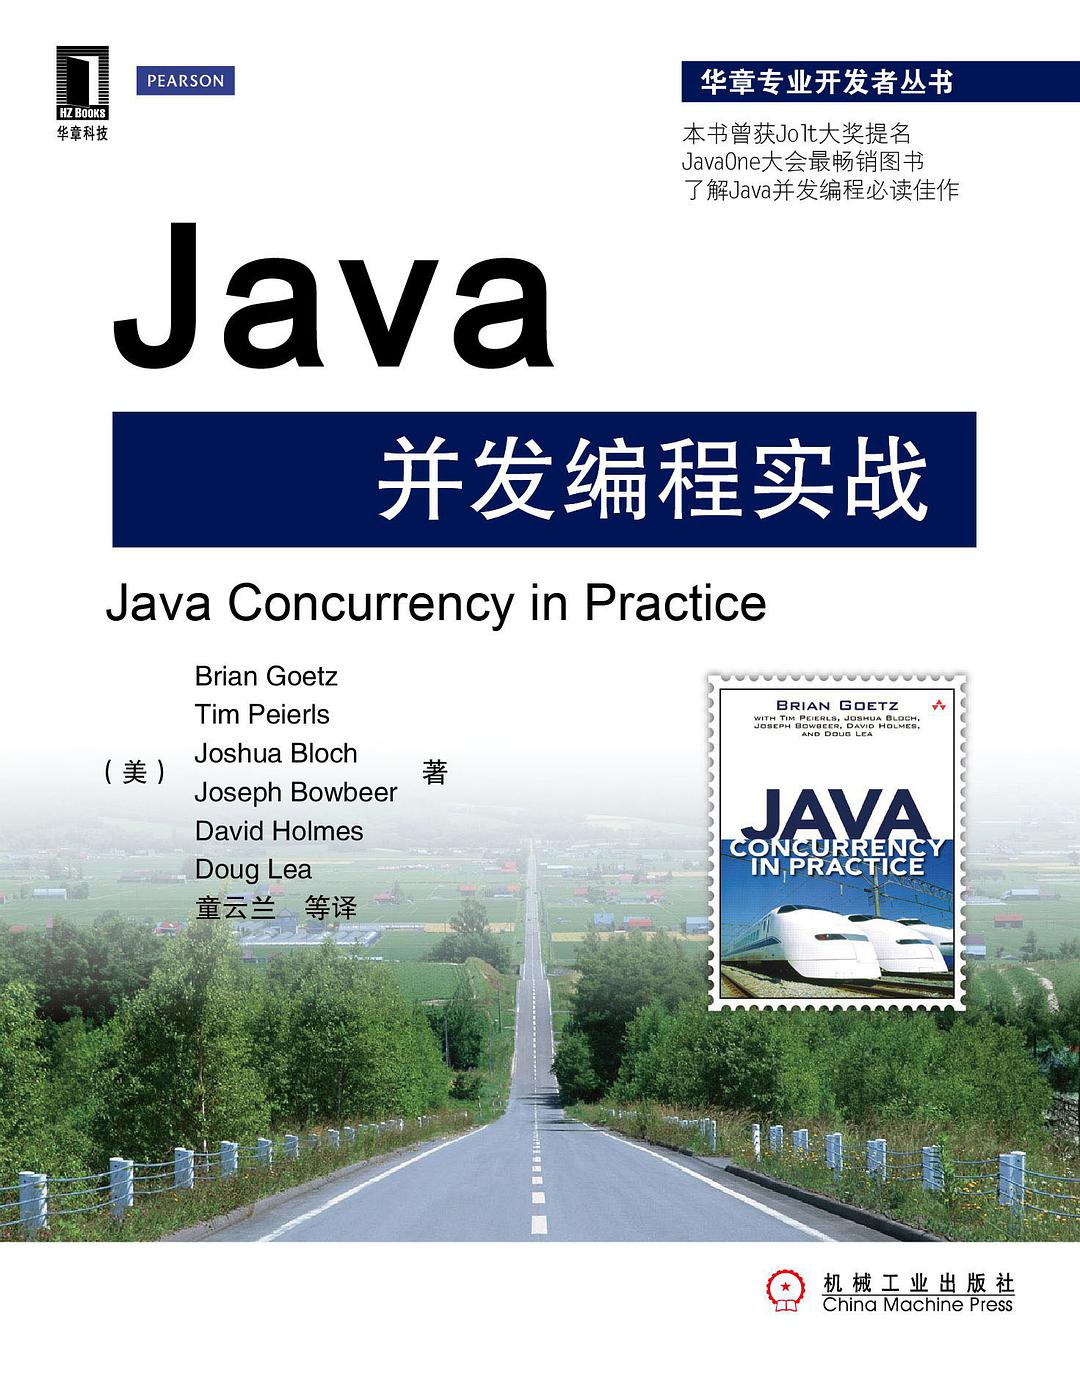 HZ Books
华章科技
PEARSON
华章专业开发者丛书
本书曾获Jolt大奖提名
JavaOne大会最畅销图书
了解Java并发编程必读佳作
Java
并发编程实战
Java Concurrency in Practice
(美)
Brian Goetz
Tim Peierls
Joshua Bloch
Joseph Bowbeer
David Holmes
Doug Lea
著
童云兰 等译
BRIAN GOETZ
WITH TIM PEIERLS, JOSHUA BLOCH,
JOSEPH BOWBEER, DAVID HOLMES,
AND DOUG LEA
JAVA
CONCURRENCY
IN PRACTICE
机械工业出版社
China Machine Press